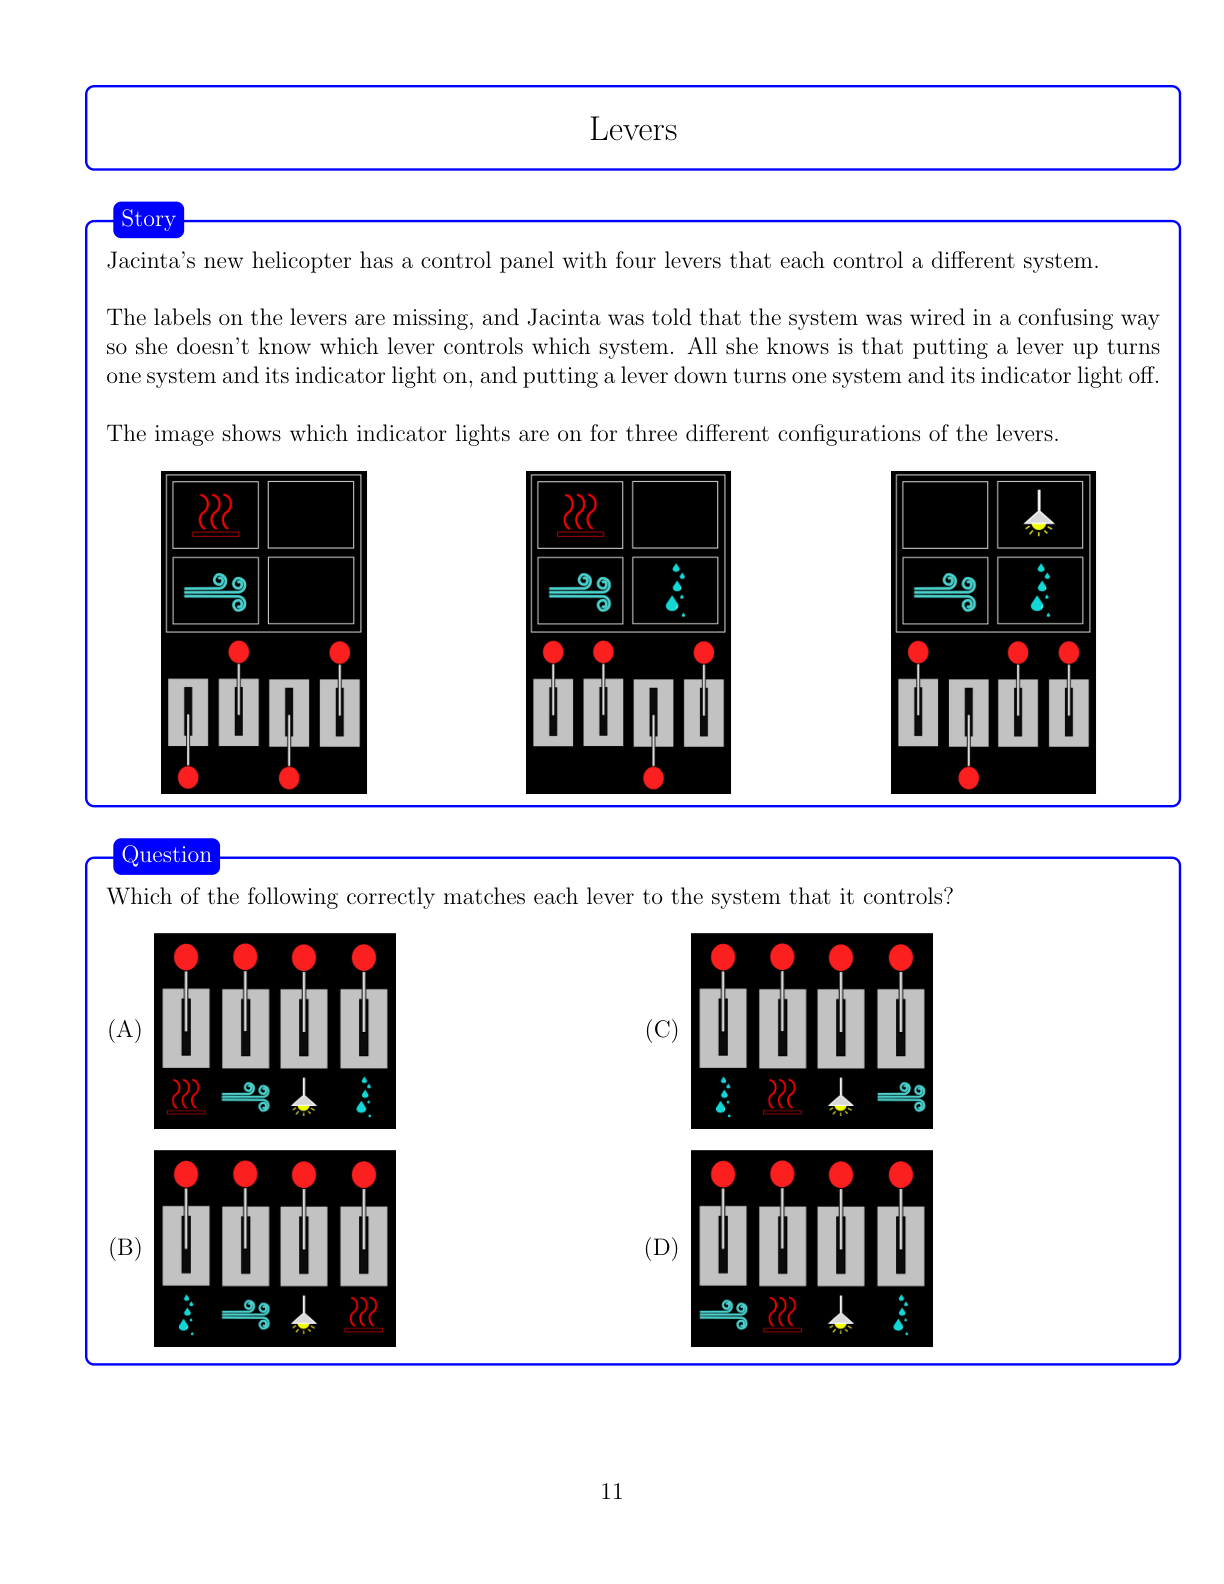 Levers
Story
Jacinta's new helicopter has a control panel with four levers that each control a different system.
The labels on the levers are missing, and Jacinta was told that the system was wired in a confusing way
so she doesn't know which lever controls which system. All she knows is that putting a lever up turns
one system and its indicator light on, and putting a lever down turns one system and its indicator light off.
The image shows which indicator lights are on for three different configurations of the levers.
Question
Which of the following correctly matches each lever to the system that it controls?
(A)
(C)
(B)
(D)
11